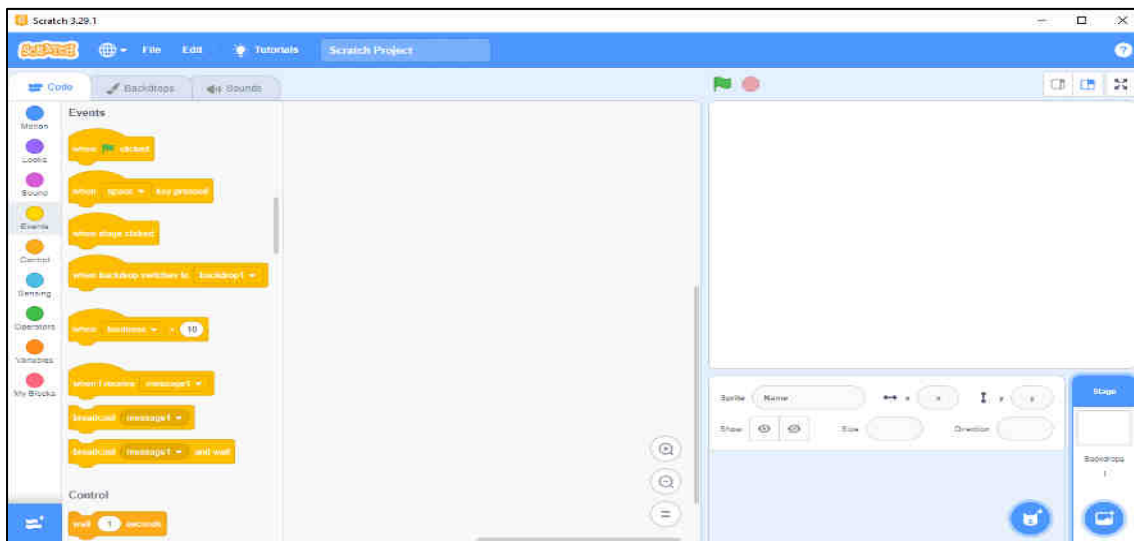 Scratch 3.29.1
SCRATCH File Edit Tutorials Scratch Project ?
Code Backdrops Sounds
Motion
Looks
Sound
Events
Control
Sensing
Operators
Variables
My Blocks
Events
when clicked
when space key pressed
when stage clicked
when backdrop switches to backdrop1
when loudness > 10
when I receive message1
broadcast message1
broadcast message1 and wait
Control
wait 1 seconds
Sprite Name x x y y
Show Size Direction
Stage
Backdrops
1